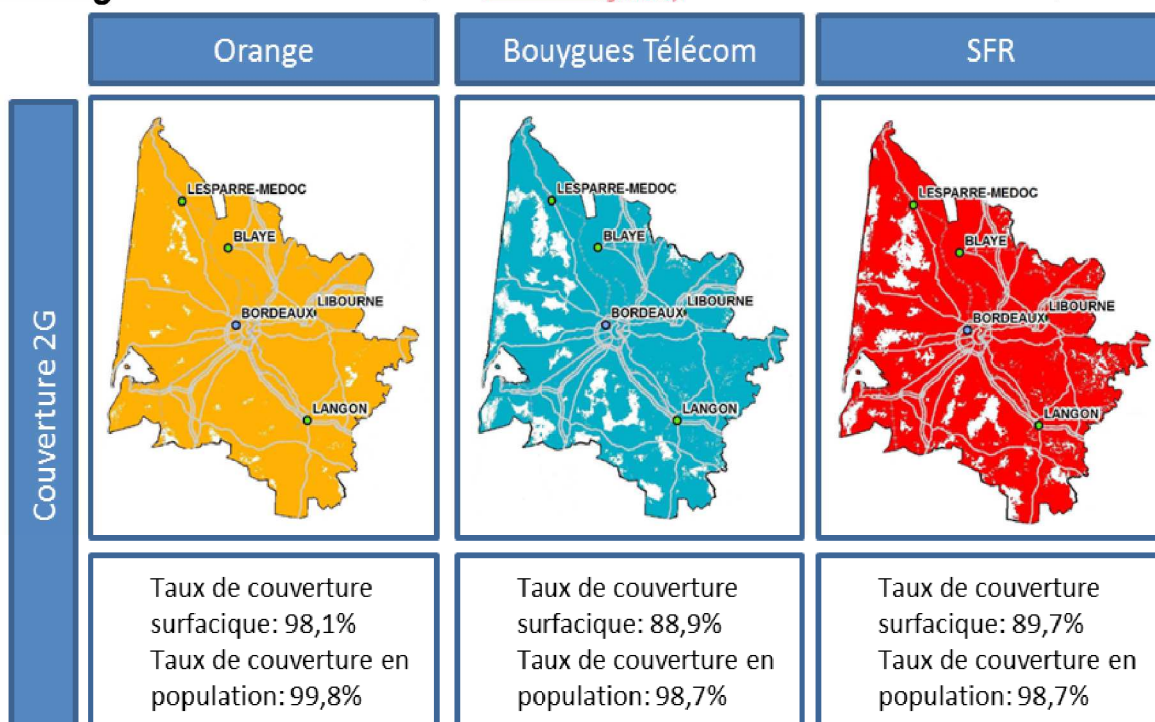 Orange
Bouygues Télécom
SFR
Couverture 2G
LESPARRE-MEDOC
BLAYE
LIBOURNE
BORDEAUX
LANGON
LESPARRE-MEDOC
BLAYE
LIBOURNE
BORDEAUX
LANGON
LESPARRE-MEDOC
BLAYE
LIBOURNE
BORDEAUX
LANGON
Taux de couverture
surfacique: 98,1%
Taux de couverture en
population: 99,8%
Taux de couverture
surfacique: 88,9%
Taux de couverture en
population: 98,7%
Taux de couverture
surfacique: 89,7%
Taux de couverture en
population: 98,7%